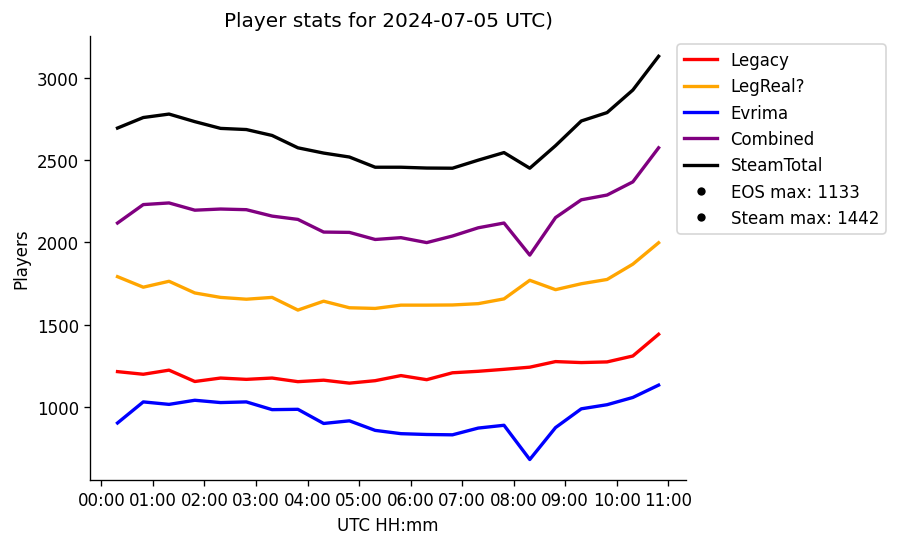 Player stats for 2024-07-05 UTC)
Legacy
LegReal?
Evrima
Combined
SteamTotal
EOS max: 1133
Steam max: 1442
3000
2500
2000
1500
1000
Players
00:00 01:00 02:00 03:00 04:00 05:00 06:00 07:00 08:00 09:00 10:00 11:00
UTC HH:mm